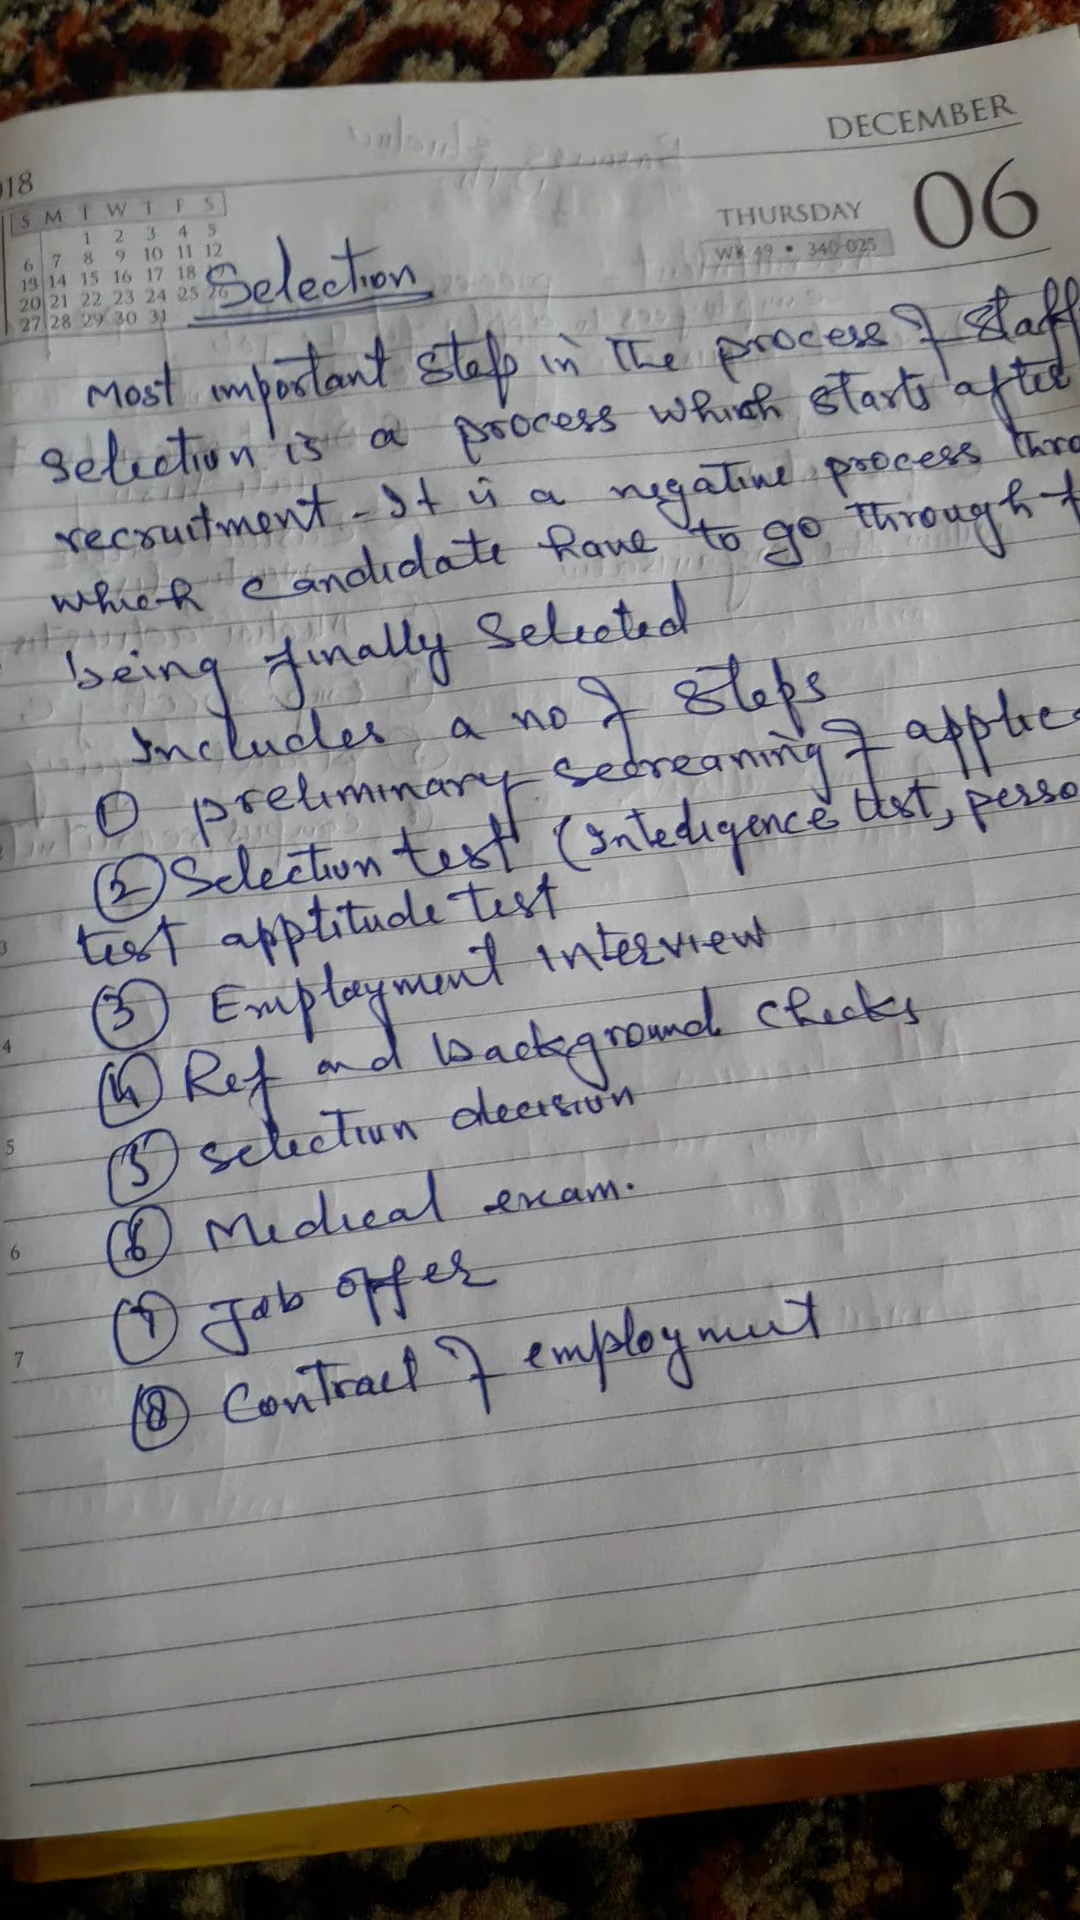 DECEMBER
018
THURSDAY 06
WK 49 • 340-025
S M T W T F S
1 2 3 4 5
6 7 8 9 10 11 12
13 14 15 16 17 18
20 21 22 23 24 25 26
27 28 29 30 31
Selection
Most important step in the process of Staff
Selection is a process which starts after
recruitment - It is a negative process thro
which candidate have to go through
being finally Selected
Includes a no of steps
① preliminary secreaning of applic
② Selection test (Inteligence test, perso
test apptitude test
③ Employment interview
④ Ref and background checks
⑤ selection decision
⑥ Medical exam.
⑦ Job offer
⑧ Contract of employment
3
4
5
6
7